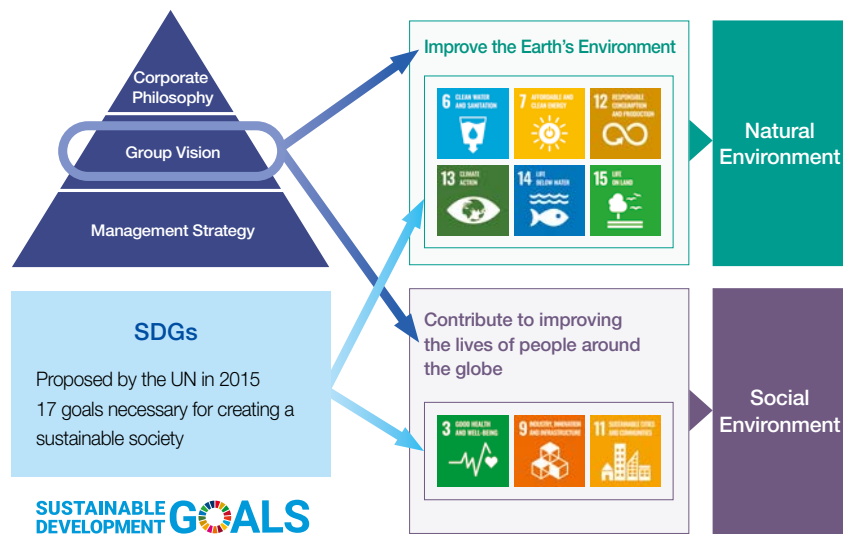 Corporate
Philosophy
Group Vision
Management Strategy
SDGs
Proposed by the UN in 2015
17 goals necessary for creating a
sustainable society
SUSTAINABLE
DEVELOPMENT
GOALS
Improve the Earth's Environment
6 CLEAN WATER
AND SANITATION
7 AFFORDABLE AND
CLEAN ENERGY
12 RESPONSIBLE
CONSUMPTION
AND PRODUCTION
13 CLIMATE
ACTION
14 LIFE
BELOW WATER
15 LIFE
ON LAND
Natural
Environment
Contribute to improving
the lives of people around
the globe
3 GOOD HEALTH
AND WELL-BEING
9 INDUSTRY, INNOVATION
AND INFRASTRUCTURE
11 SUSTAINABLE CITIES
AND COMMUNITIES
Social
Environment